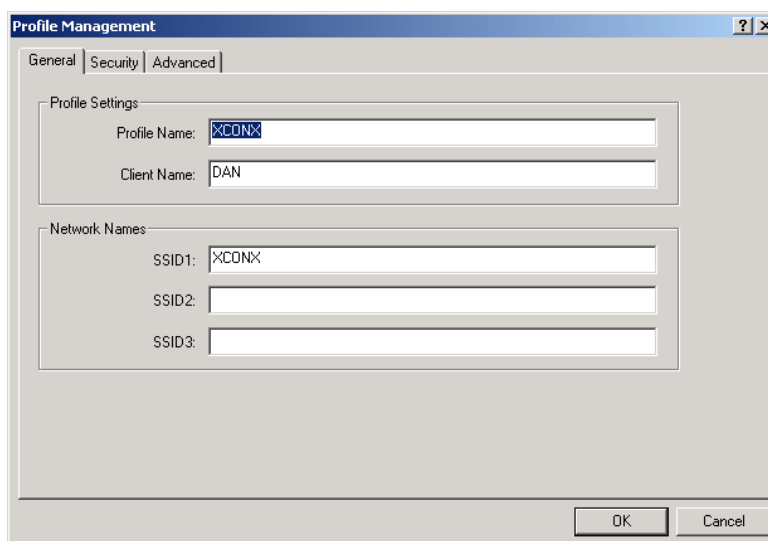 Profile Management ? X
General Security Advanced
Profile Settings
Profile Name: XCONX
Client Name: DAN
Network Names
SSID1: XCONX
SSID2:
SSID3:
OK Cancel